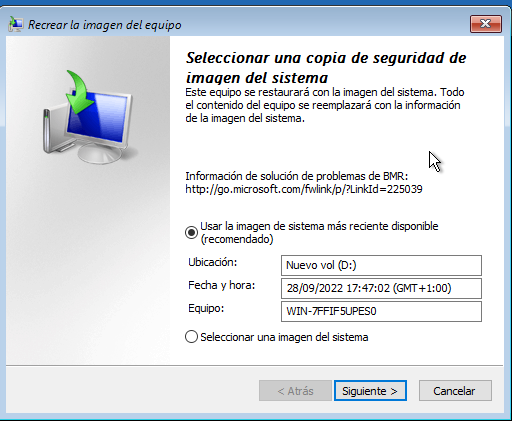 Recrear la imagen del equipo
Seleccionar una copia de seguridad de
imagen del sistema
Este equipo se restaurará con la imagen del sistema. Todo
el contenido del equipo se reemplazará con la información
de la imagen del sistema.
Información de solución de problemas de BMR:
http://go.microsoft.com/fwlink/p/?LinkId=225039
Usar la imagen de sistema más reciente disponible
(recomendado)
Ubicación: Nuevo vol (D:)
Fecha y hora: 28/09/2022 17:47:02 (GMT+1:00)
Equipo: WIN-7FFIF5UPES0
Seleccionar una imagen del sistema
< Atrás Siguiente > Cancelar